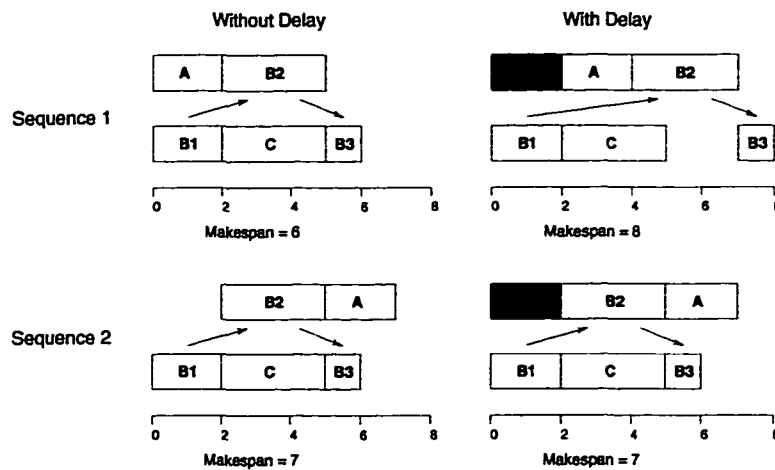 Without Delay
With Delay
A B2
A B2
Sequence 1
B1 C B3
B1 C B3
0 2 4 6 8
0 2 4 6 8
Makespan = 6
Makespan = 8
B2 A
B2 A
Sequence 2
B1 C B3
B1 C B3
0 2 4 6 8
0 2 4 6 8
Makespan = 7
Makespan = 7